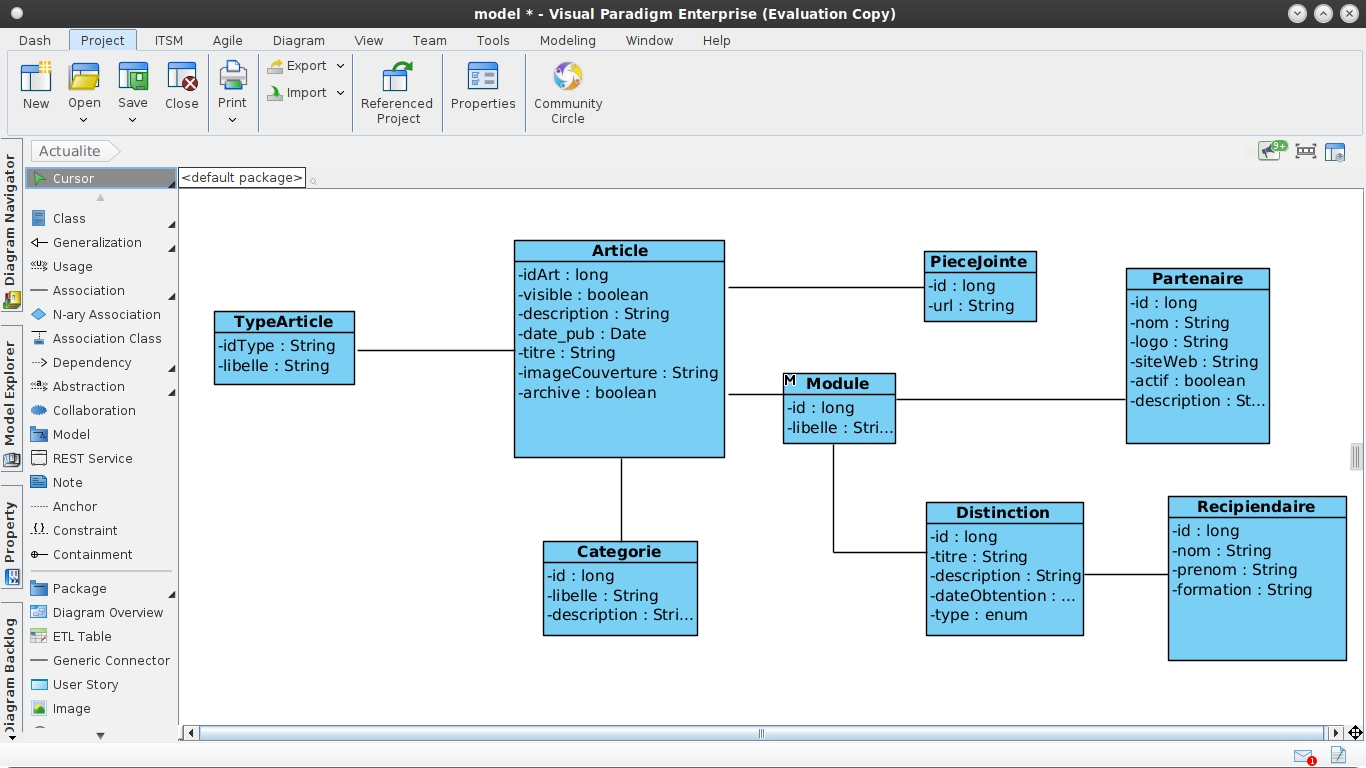 model * - Visual Paradigm Enterprise (Evaluation Copy)
Dash Project ITSM Agile Diagram View Team Tools Modeling Window Help
New
Open
Save
Close
Print
Export
Import
Referenced
Project
Properties
Community
Circle
Actualite
9+
Diagram Navigator
Model Explorer
Property
Diagram Backlog
Cursor
Class
Generalization
Usage
Association
N-ary Association
Association Class
Dependency
Abstraction
Collaboration
Model
REST Service
Note
Anchor
Constraint
Containment
Package
Diagram Overview
ETL Table
Generic Connector
User Story
Image
<default package>
TypeArticle
-idType : String
-libelle : String
Article
-idArt : long
-visible : boolean
-description : String
-date_pub : Date
-titre : String
-imageCouverture : String
-archive : boolean
Categorie
-id : long
-libelle : String
-description : Stri...
M
Module
-id : long
-libelle : Stri...
PieceJointe
-id : long
-url : String
Partenaire
-id : long
-nom : String
-logo : String
-siteWeb : String
-actif : boolean
-description : St...
Distinction
-id : long
-titre : String
-description : String
-dateObtention : ...
-type : enum
Recipiendaire
-id : long
-nom : String
-prenom : String
-formation : String
1